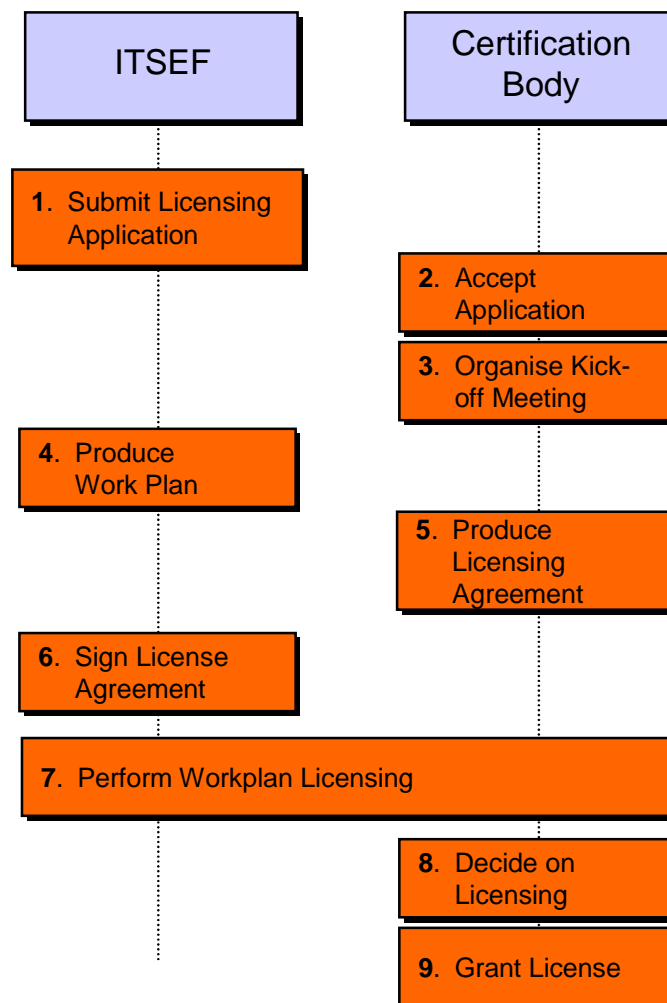 ITSEF
Certification
Body
1. Submit Licensing
Application
2. Accept
Application
3. Organise Kick-
off Meeting
4. Produce
Work Plan
5. Produce
Licensing
Agreement
6. Sign License
Agreement
7. Perform Workplan Licensing
8. Decide on
Licensing
9. Grant License